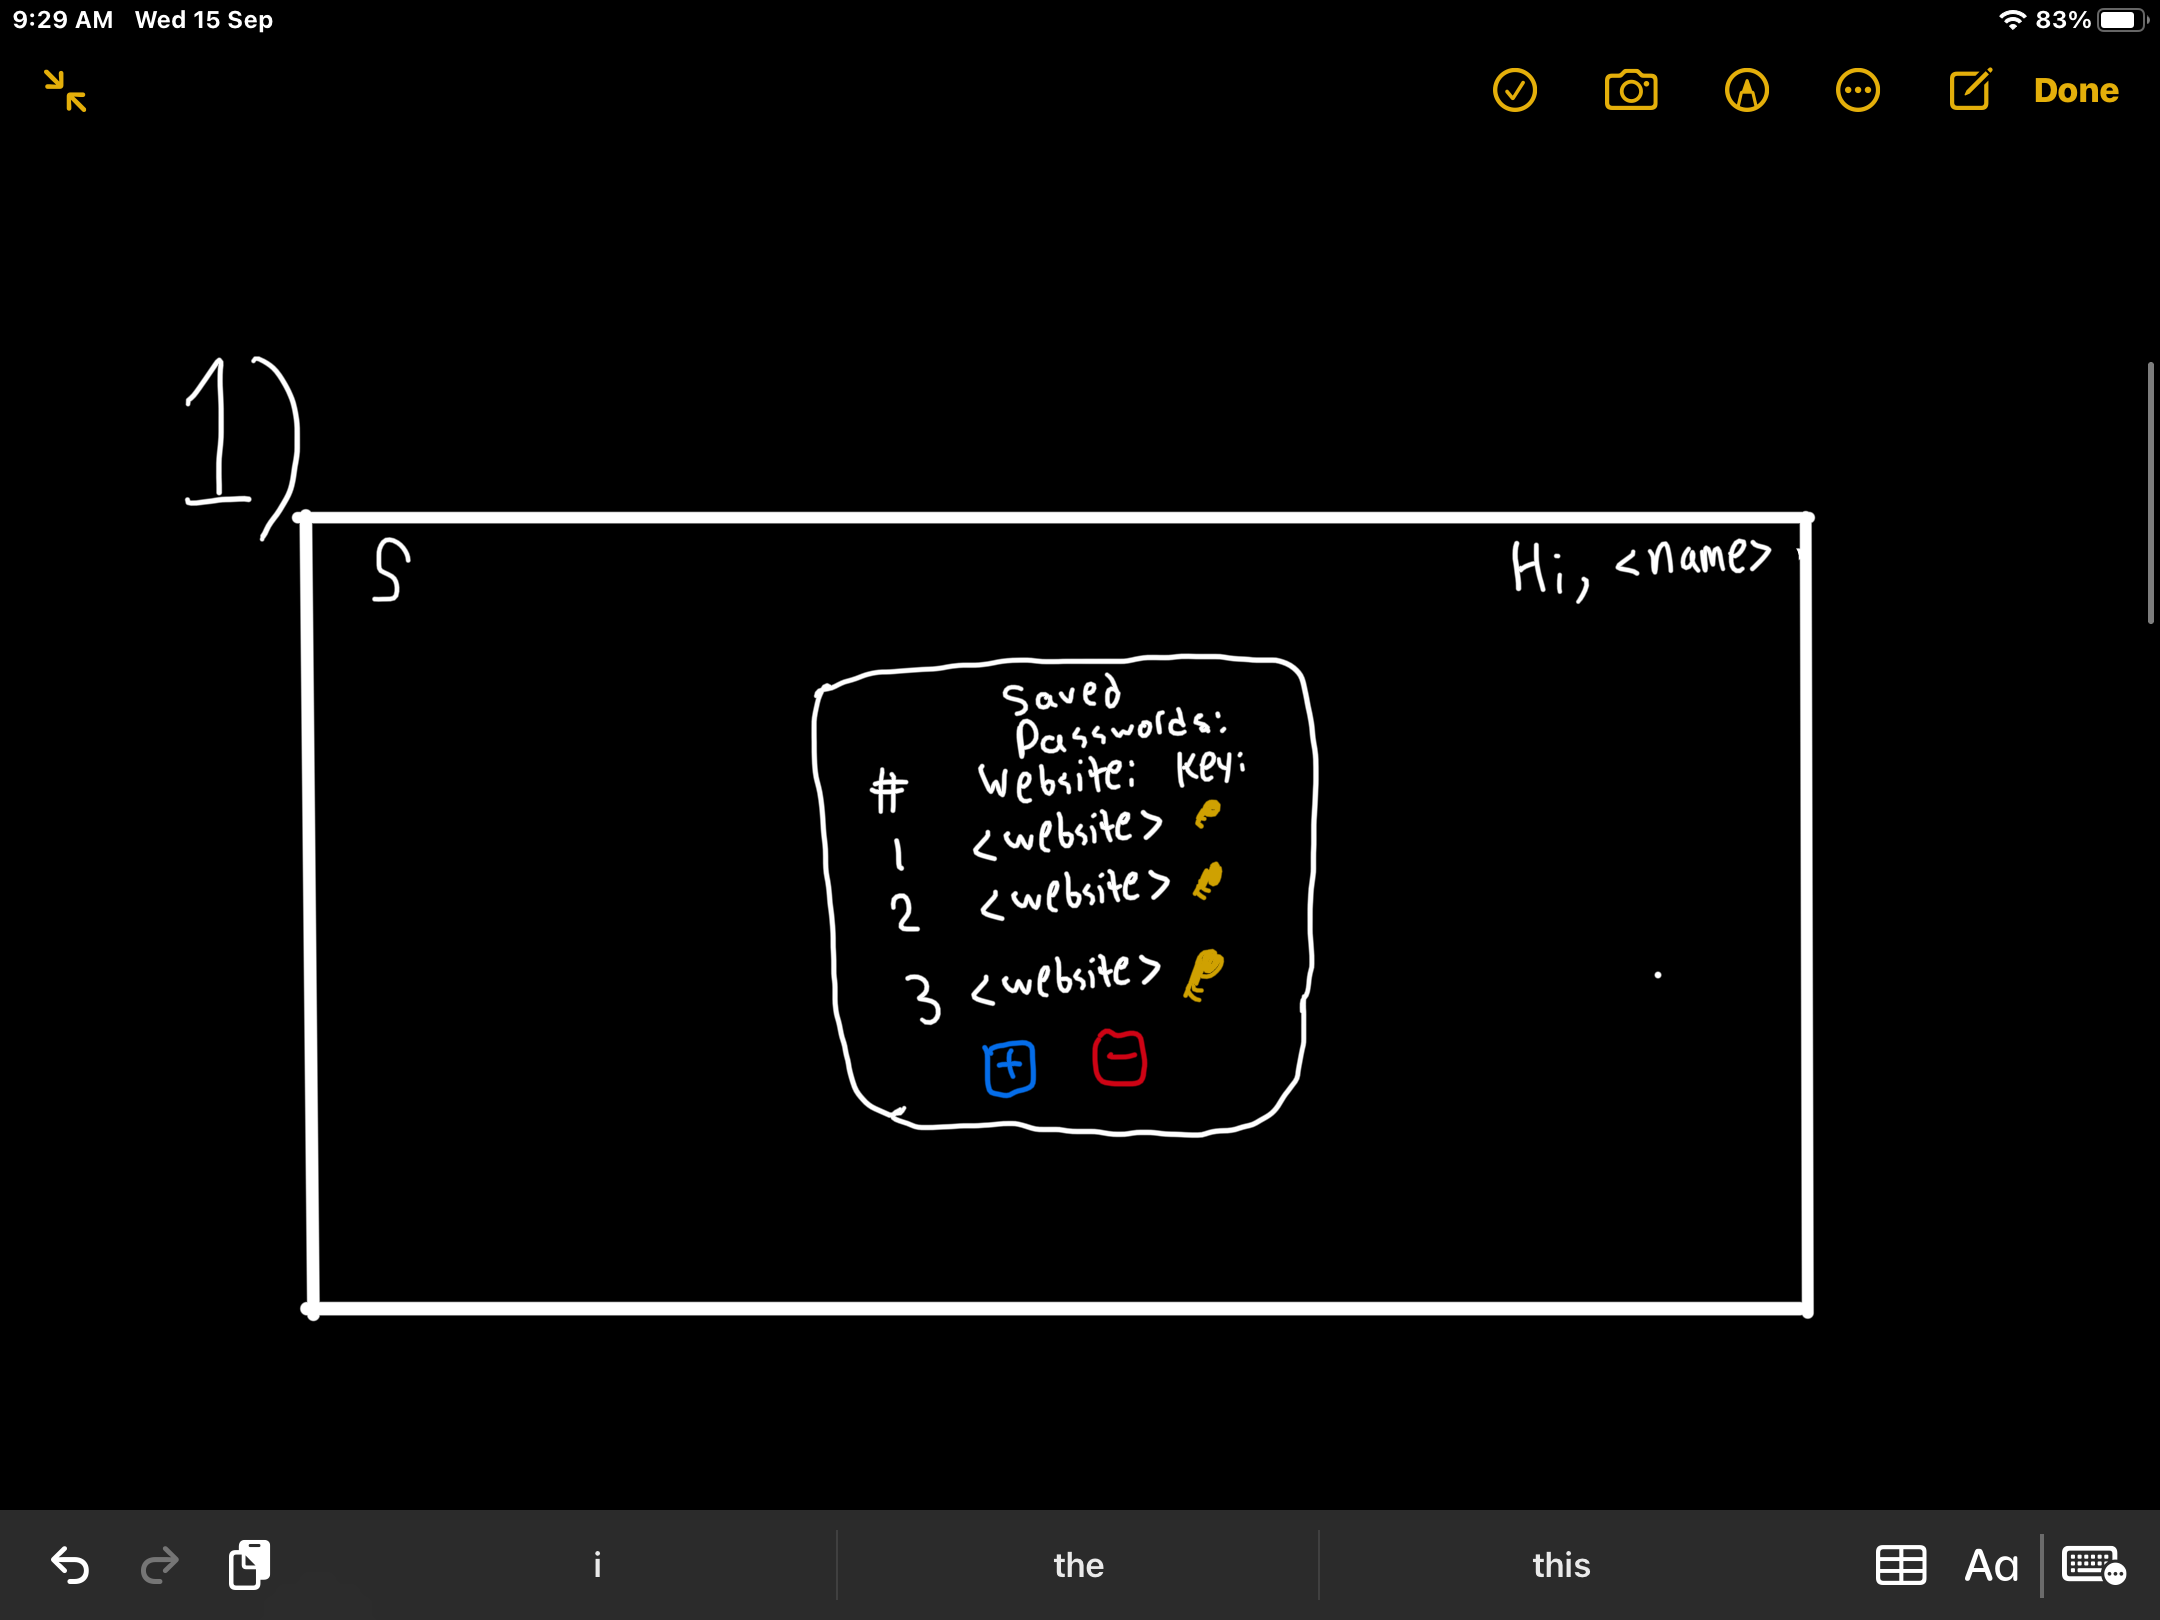 9:29 AM Wed 15 Sep 83%
Done
1)
S Hi, <name>
Saved
Passwords:
# Website: Key:
1 <website>
2 <website>
3 <website>
+ -
i the this Aa